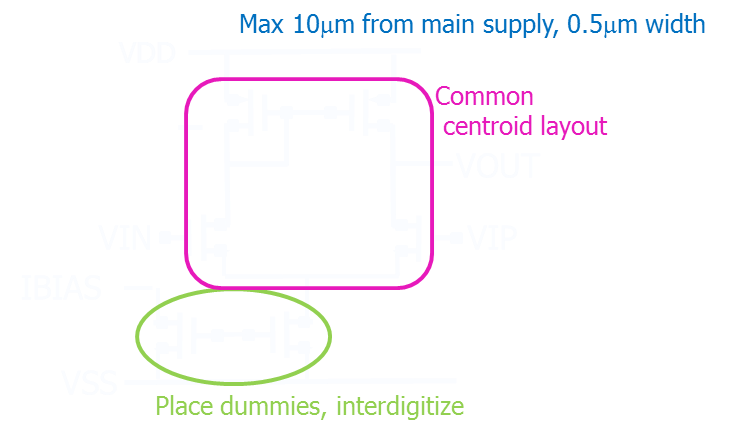 Max 10μm from main supply, 0.5μm width
VDD
Common
centroid layout
VOUT
VIN
VIP
IBIAS
VSS
Place dummies, interdigitize